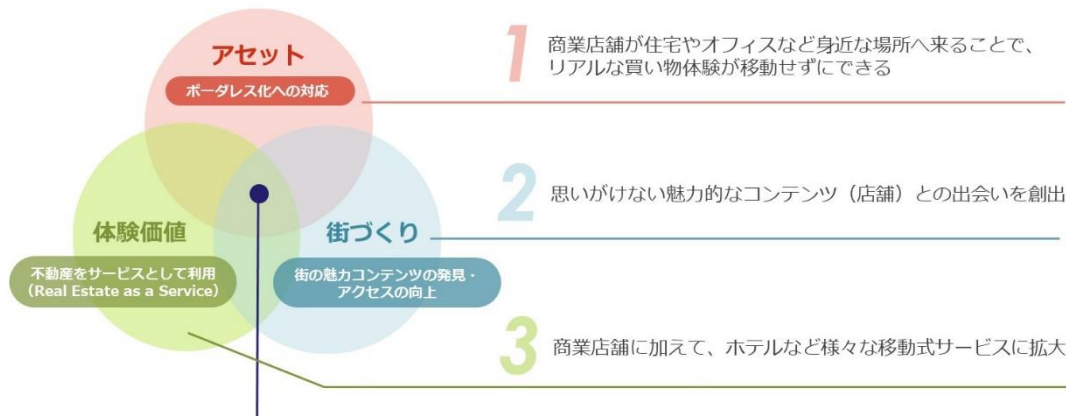 アセット
ボーダレス化への対応
体験価値
不動産をサービスとして利用
(Real Estate as a Service)
街づくり
街の魅力コンテンツの発見・
アクセスの向上
1
商業店舗が住宅やオフィスなど身近な場所へ来ることで、
リアルな買い物体験が移動せずにできる
2
思いがけない魅力的なコンテンツ（店舗）との出会いを創出
3
商業店舗に加えて、ホテルなど様々な移動式サービスに拡大